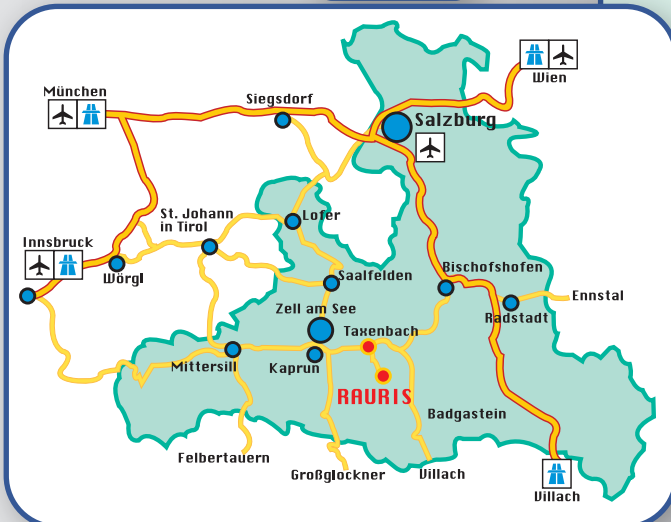 Wien
München
Siegsdorf
Salzburg
St. Johann
in Tirol
Lofer
Innsbruck
Wörgl
Saalfelden
Bischofshofen
Ennstal
Zell am See
Radstadt
Taxenbach
Mittersill
Kaprun
RAURIS
Badgastein
Felbertauern
Großglockner
Villach
Villach